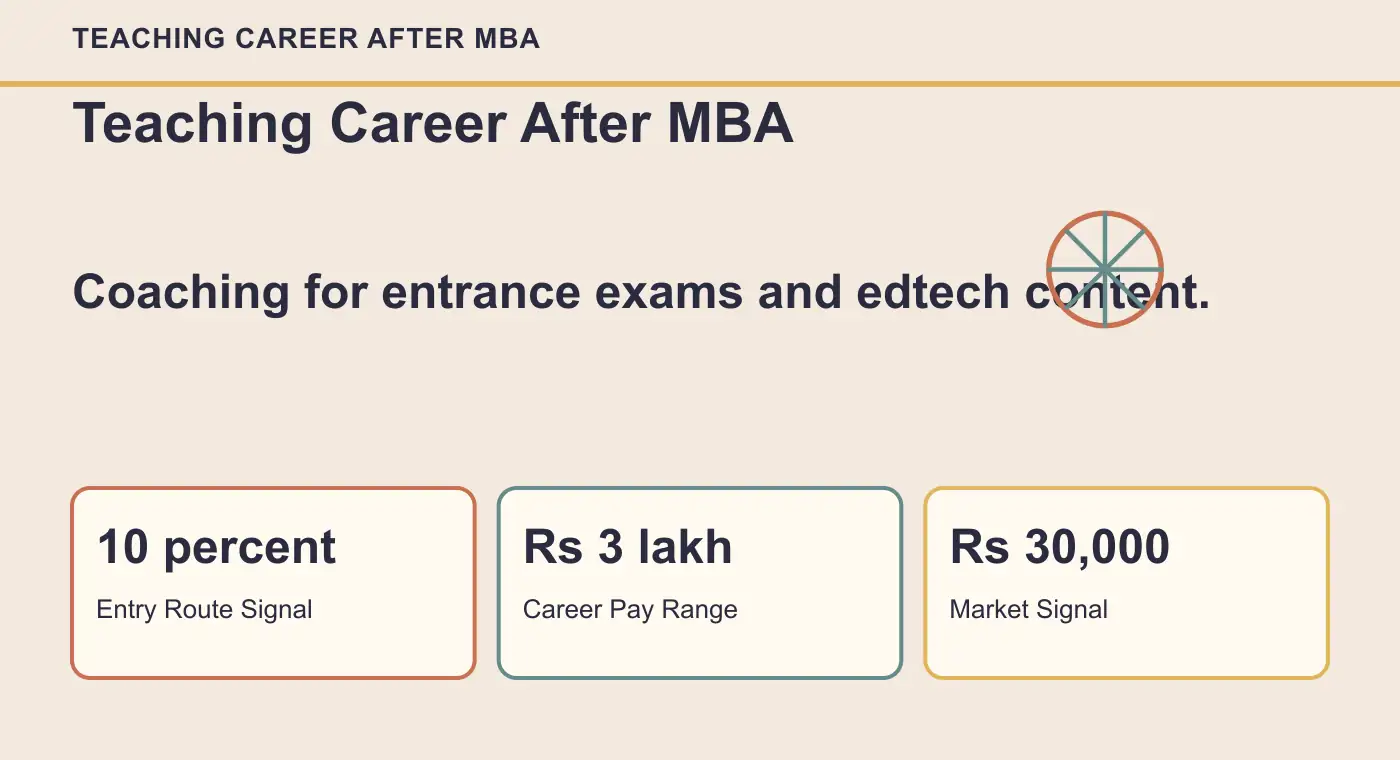 TEACHING CAREER AFTER MBA
Teaching Career After MBA
Coaching for entrance exams and edtech content.
10 percent
Entry Route Signal
Rs 3 lakh
Career Pay Range
Rs 30,000
Market Signal